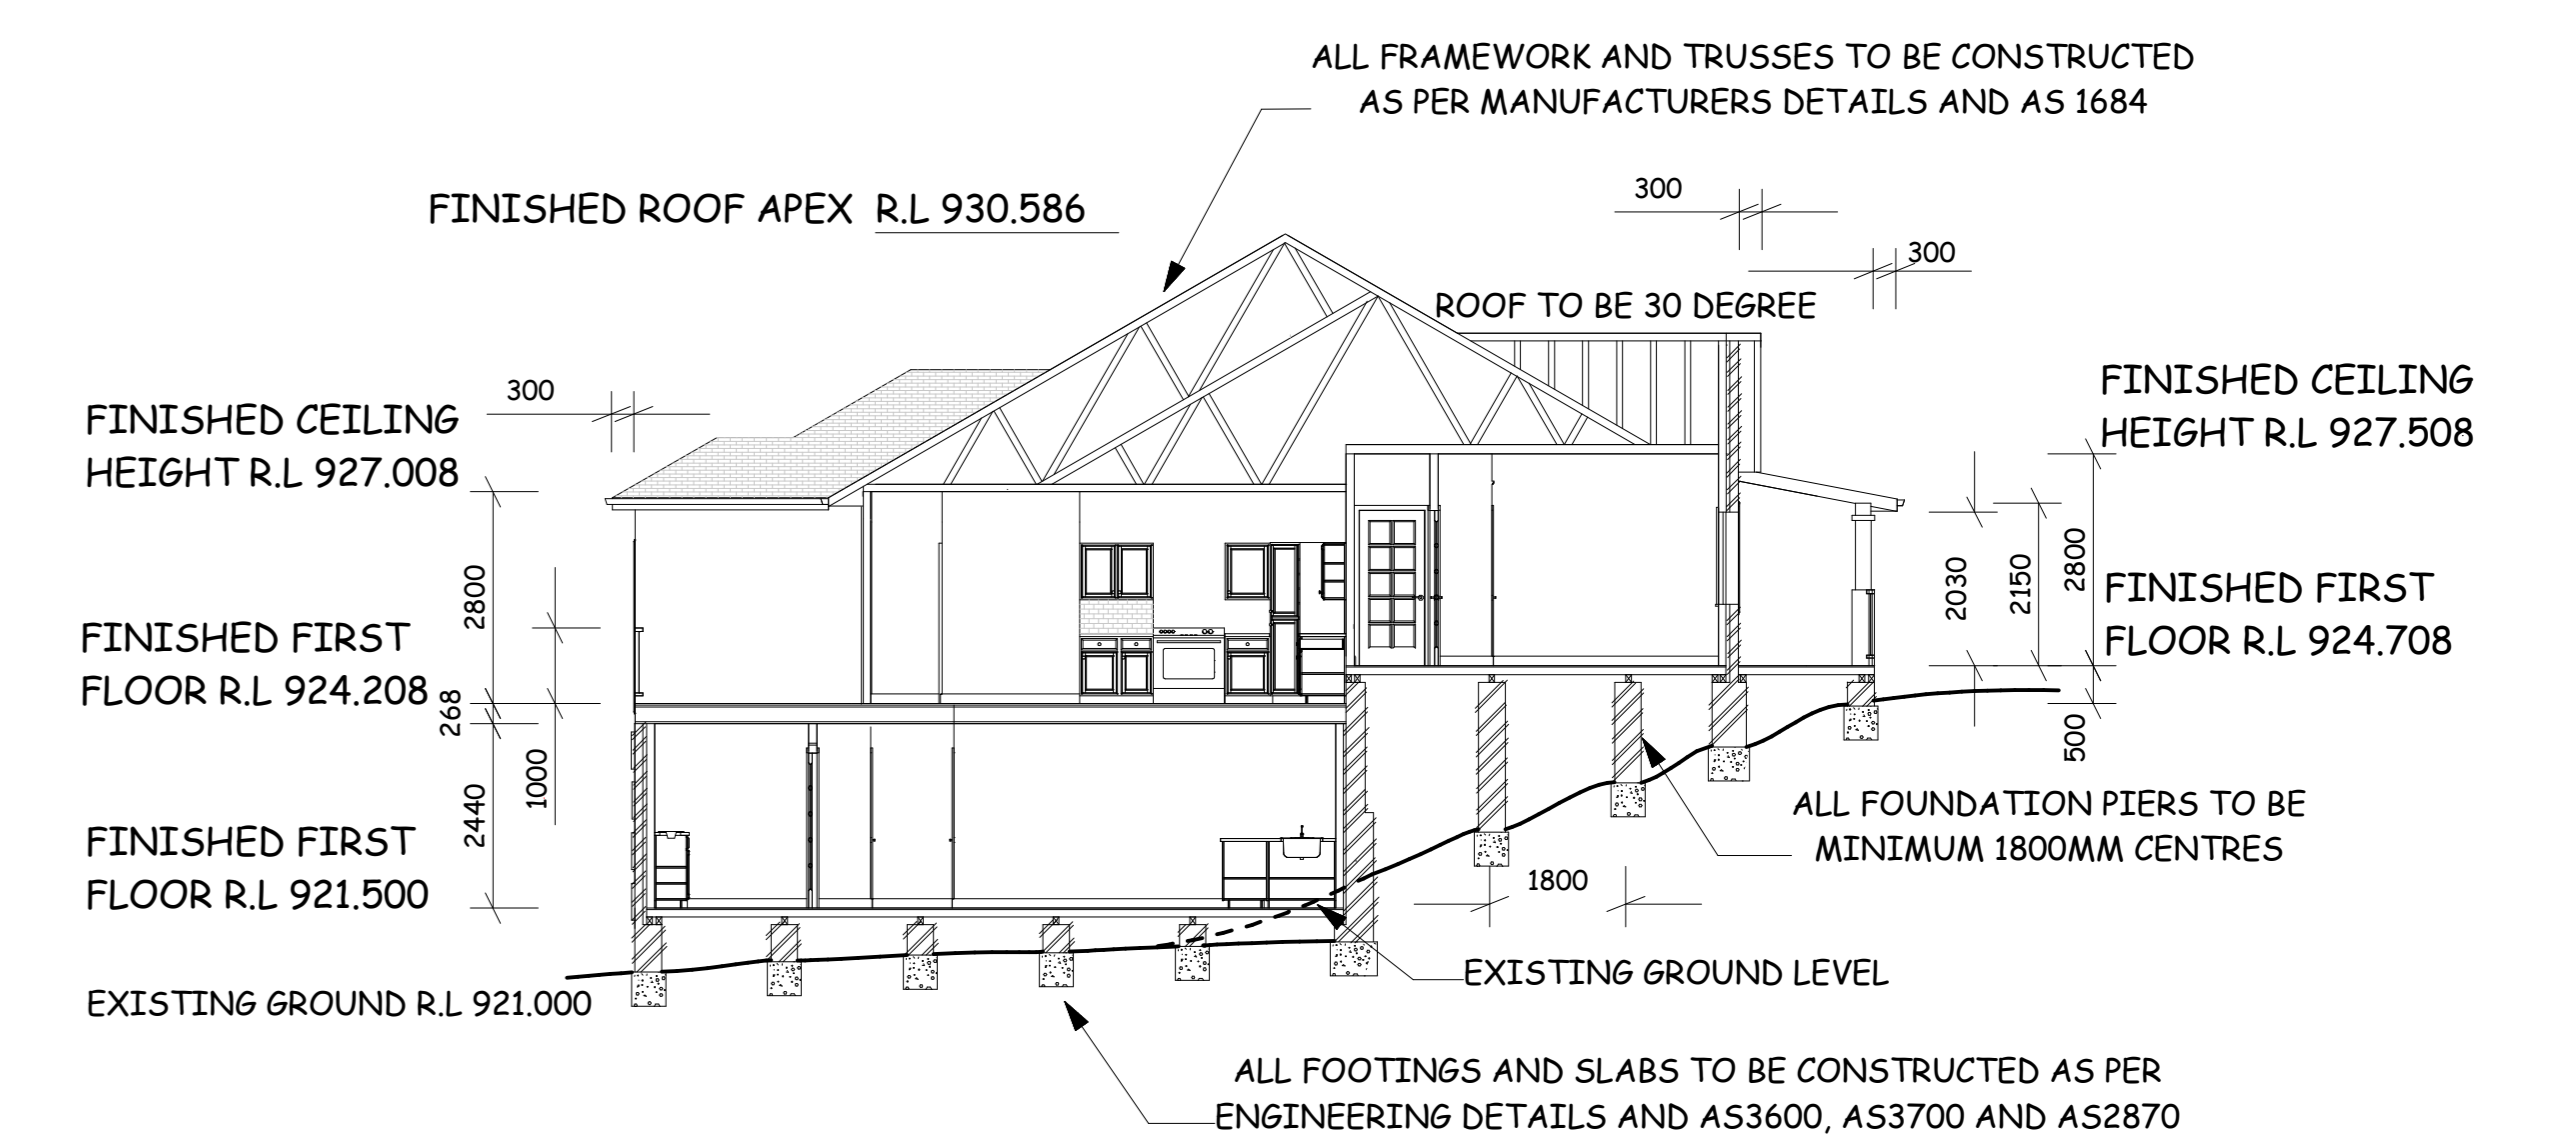 ALL FRAMEWORK AND TRUSSES TO BE CONSTRUCTED
AS PER MANUFACTURERS DETAILS AND AS 1684
FINISHED ROOF APEX R.L 930.586
300
300
ROOF TO BE 30 DEGREE
300
FINISHED CEILING
HEIGHT R.L 927.008
FINISHED CEILING
HEIGHT R.L 927.508
2800
2030
2150
2800
FINISHED FIRST
FLOOR R.L 924.208
FINISHED FIRST
FLOOR R.L 924.708
268
1000
2440
500
FINISHED FIRST
FLOOR R.L 921.500
ALL FOUNDATION PIERS TO BE
MINIMUM 1800MM CENTRES
1800
EXISTING GROUND LEVEL
EXISTING GROUND R.L 921.000
ALL FOOTINGS AND SLABS TO BE CONSTRUCTED AS PER
ENGINEERING DETAILS AND AS3600, AS3700 AND AS2870